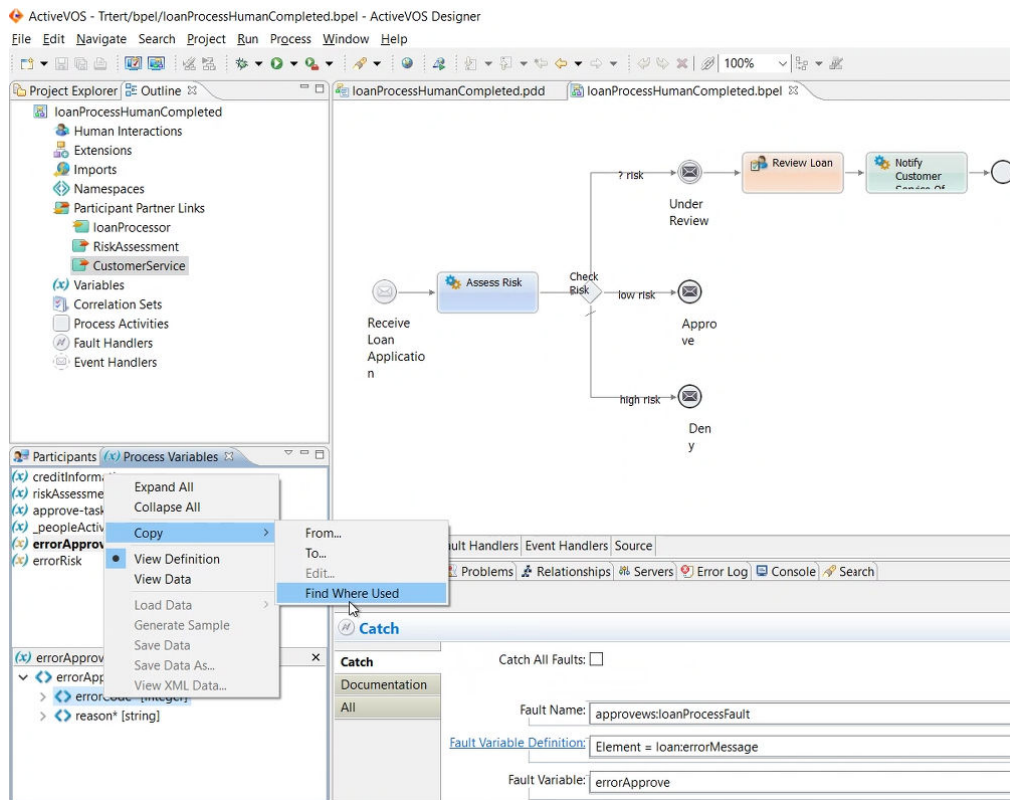 ActiveVOS - Trtert/bpel/loanProcessHumanCompleted.bpel - ActiveVOS Designer
File Edit Navigate Search Project Run Process Window Help
100%
Project Explorer Outline
loanProcessHumanCompleted.pdd loanProcessHumanCompleted.bpel
loanProcessHumanCompleted
Human Interactions
Extensions
Imports
Namespaces
Participant Partner Links
loanProcessor
RiskAssessment
CustomerService
Variables
Correlation Sets
Process Activities
Fault Handlers
Event Handlers
? risk
Under
Review
Review Loan
Notify
Customer
Service Of
Receive
Loan
Applicatio
n
Assess Risk
Check
Risk
low risk
Appro
ve
high risk
Den
y
Participants Process Variables
(x) creditInformati
(x) riskAssessme
(x) approve-task
(x) _peopleActiv
(x) errorApprov
(x) errorRisk
Expand All
Collapse All
Copy
View Definition
View Data
Load Data
Generate Sample
Save Data
Save Data As...
View XML Data...
From...
To...
Edit...
Find Where Used
ault Handlers Event Handlers Source
Problems Relationships Servers Error Log Console Search
(x) errorApprov
errorApp
errorCode* [integer]
reason* [string]
Catch
Catch
Documentation
All
Catch All Faults:
Fault Name: approvews:loanProcessFault
Fault Variable Definition: Element = loan:errorMessage
Fault Variable: errorApprove